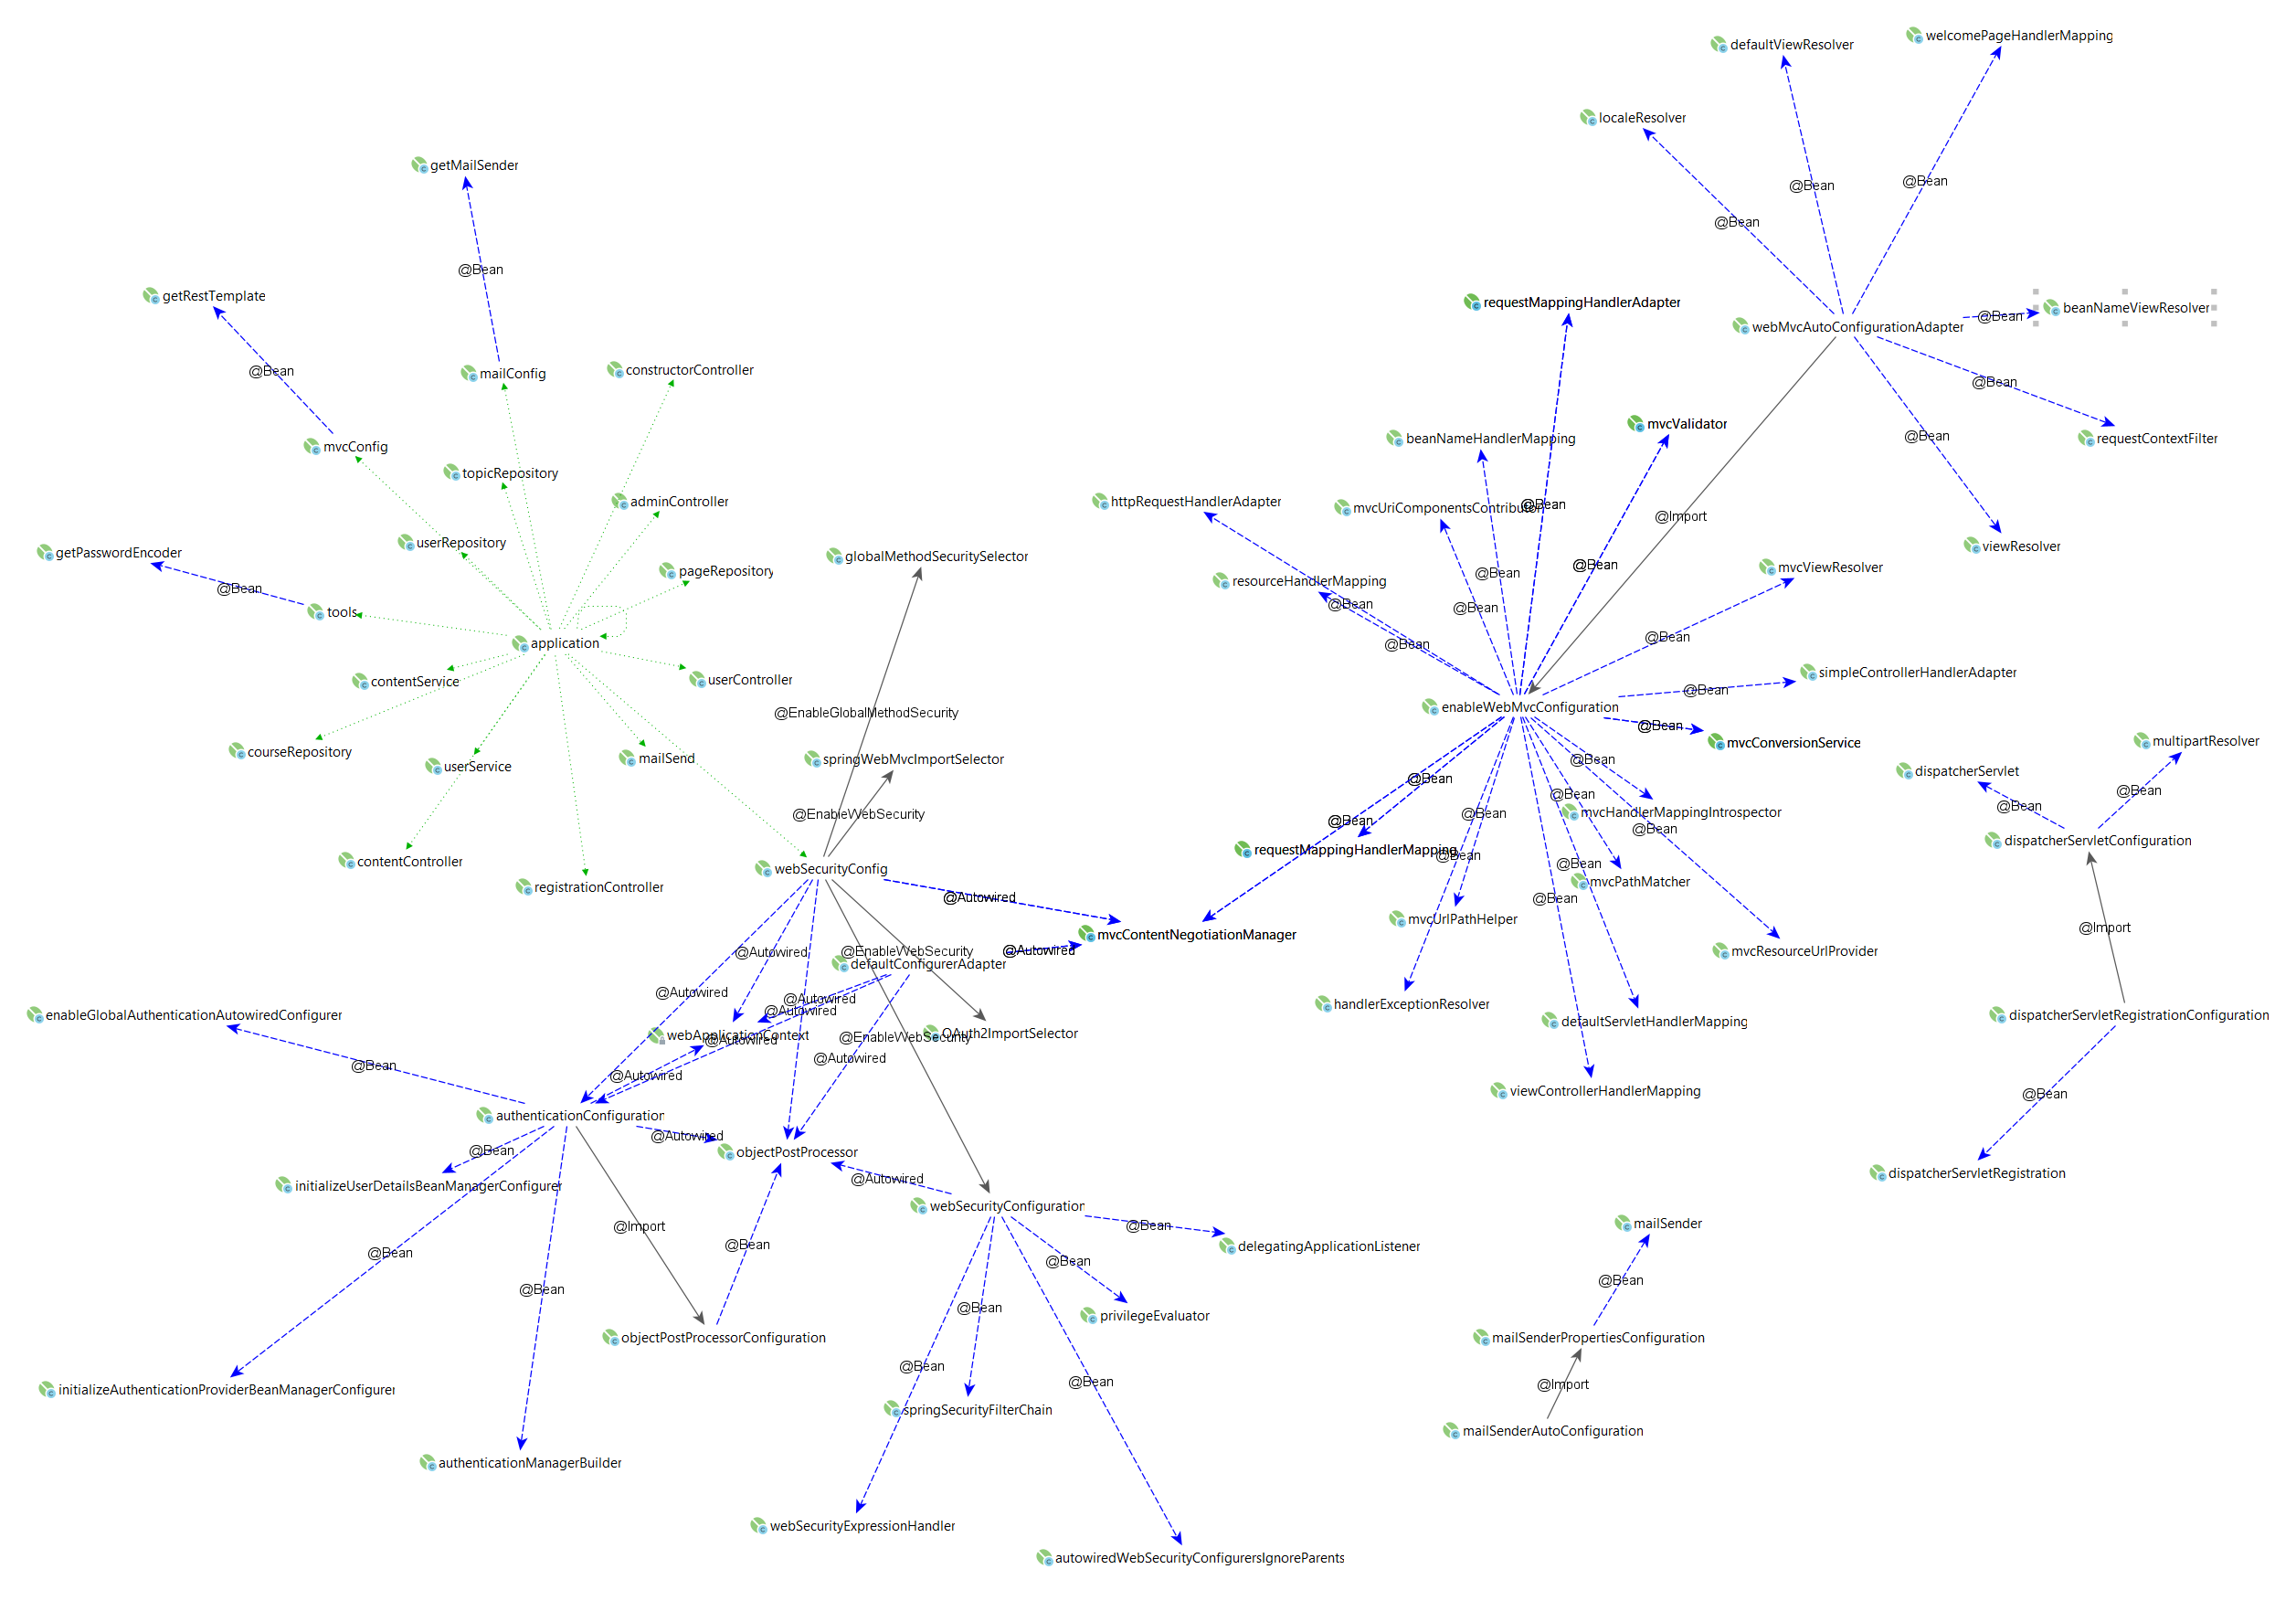 welcomePageHandlerMapping
defaultViewResolver
localeResolver
getMailSender
@Bean
@Bean
@Bean
@Bean
getRestTemplate
requestMappingHandlerAdapter
beanNameViewResolver
@Bean
webMvcAutoConfigurationAdapter
constructorController
mailConfig
@Bean
@Bean
mvcValidator
@Bean
beanNameHandlerMapping
requestContextFilter
mvcConfig
topicRepository
adminController
httpRequestHandlerAdapter
mvcUriComponentsContributor
@Bean
@Import
userRepository
viewResolver
getPasswordEncoder
globalMethodSecuritySelector
pageRepository
@Bean
@Bean
mvcViewResolver
resourceHandlerMapping
@Bean
@Bean
@Bean
tools
application
@Bean
@Bean
contentService
userController
simpleControllerHandlerAdapter
@Bean
enableWebMvcConfiguration
@EnableGlobalMethodSecurity
@Bean
mvcConversionService
multipartResolver
courseRepository
userService
mailSend
springWebMvcImportSelector
@Bean
dispatcherServlet
@Bean
@Bean
@Bean
@Bean
@EnableWebSecurity
@Bean
mvcHandlerMappingIntrospector
@Bean
@Bean
dispatcherServletConfiguration
requestMappingHandlerMapping
@Bean
contentController
webSecurityConfig
@Bean
mvcPathMatcher
registrationController
@Autowired
@Bean
mvcUrlPathHelper
@Import
mvcContentNegotiationManager
@Autowired
@EnableWebSecurity
@Autowired
mvcResourceUrlProvider
defaultConfigurerAdapter
@Autowired
@Autowired
handlerExceptionResolver
@Autowired
enableGlobalAuthenticationAutowiredConfigurer
dispatcherServletRegistrationConfiguration
defaultServletHandlerMapping
webApplicationContext
OAuth2ImportSelector
@Autowired
@EnableWebSecurity
@Autowired
@Bean
@Autowired
viewControllerHandlerMapping
@Bean
authenticationConfiguration
@Autowired
@Bean
objectPostProcessor
dispatcherServletRegistration
@Autowired
initializeUserDetailsBeanManagerConfigurer
webSecurityConfiguration
mailSender
@Import
@Bean
@Bean
delegatingApplicationListener
@Bean
@Bean
@Bean
@Bean
@Bean
privilegeEvaluator
objectPostProcessorConfiguration
mailSenderPropertiesConfiguration
@Bean
@Bean
@Import
initializeAuthenticationProviderBeanManagerConfigurer
springSecurityFilterChain
mailSenderAutoConfiguration
authenticationManagerBuilder
webSecurityExpressionHandler
autowiredWebSecurityConfigurersIgnoreParents